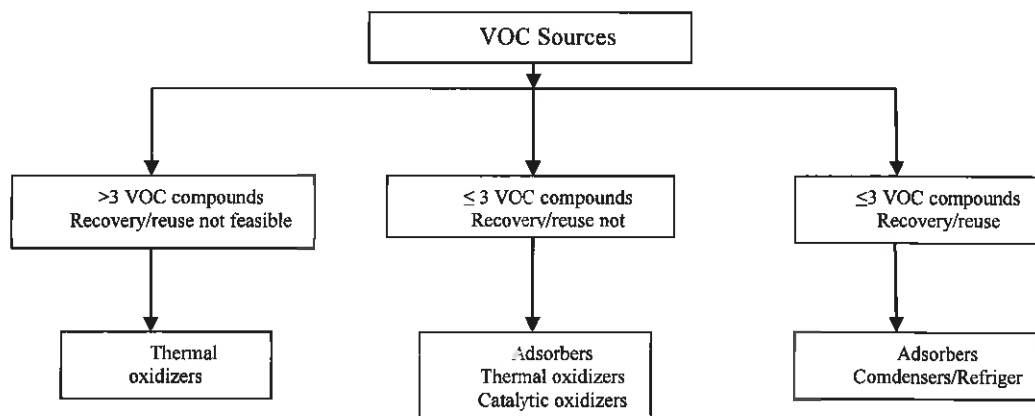 VOC Sources
>3 VOC compounds
Recovery/reuse not feasible
≤ 3 VOC compounds
Recovery/reuse not
≤3 VOC compounds
Recovery/reuse
Thermal
oxidizers
Adsorbers
Thermal oxidizers
Catalytic oxidizers
Adsorbers
Comdensers/Refriger